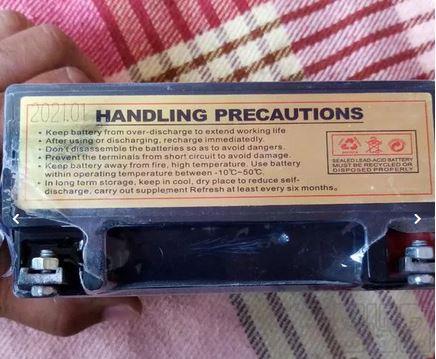 2021.01
HANDLING PRECAUTIONS
• Keep battery from over-discharge to extend working life
• After using or discharging, recharge immediately.
• Don't disassemble the batteries so as to avoid dangers.
• Prevent the terminals from short circuit to avoid damage.
• Keep battery away from fire, high temperature. Use battery
within operating temperature between -10℃~50℃.
• In long term storage, keep in cool, dry place to reduce self-
discharge, carry out supplement Refresh at least every six months.
SEALED LEAD-ACID BATTERY
MUST BE RECYCLED OR
DISPOSED PROPERLY